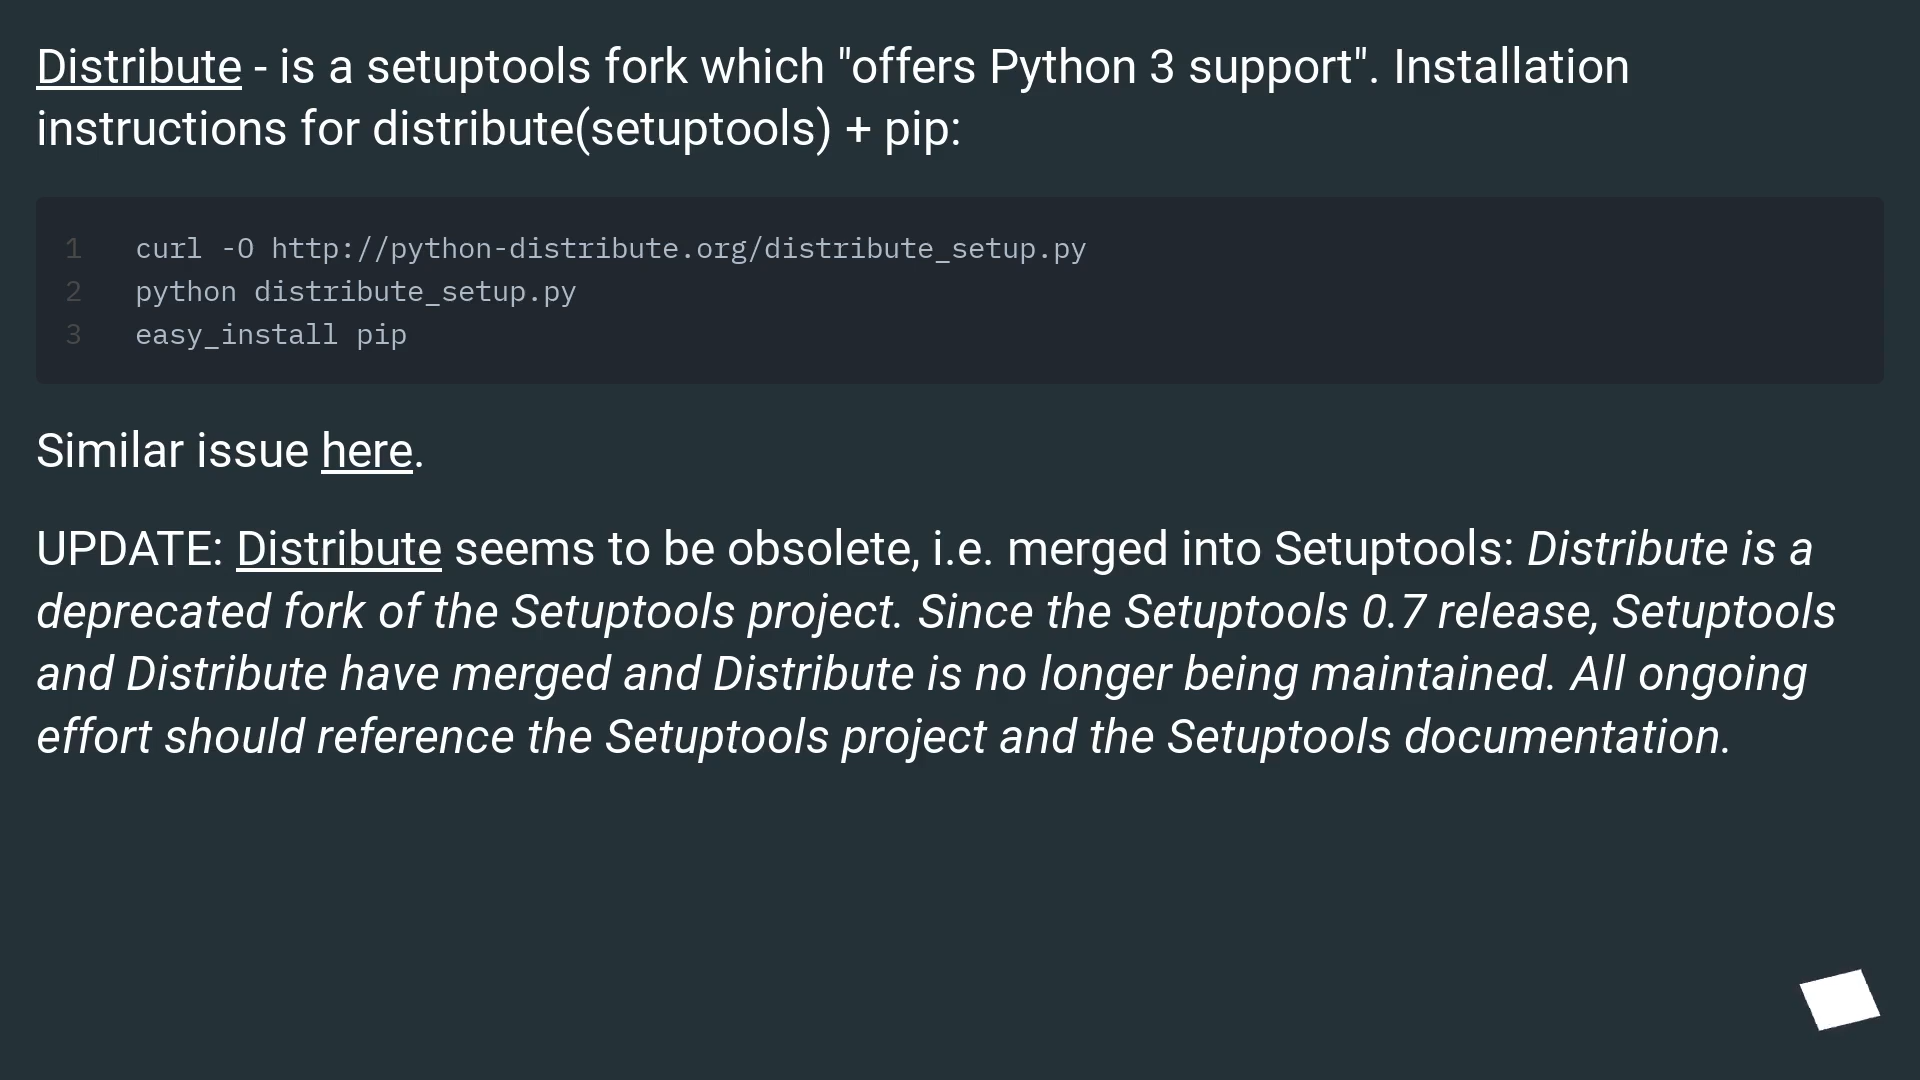 Distribute - is a setuptools fork which "offers Python 3 support". Installation
instructions for distribute(setuptools) + pip:
1 curl -O http://python-distribute.org/distribute_setup.py
2 python distribute_setup.py
3 easy_install pip
Similar issue here.
UPDATE: Distribute seems to be obsolete, i.e. merged into Setuptools: Distribute is a
deprecated fork of the Setuptools project. Since the Setuptools 0.7 release, Setuptools
and Distribute have merged and Distribute is no longer being maintained. All ongoing
effort should reference the Setuptools project and the Setuptools documentation.